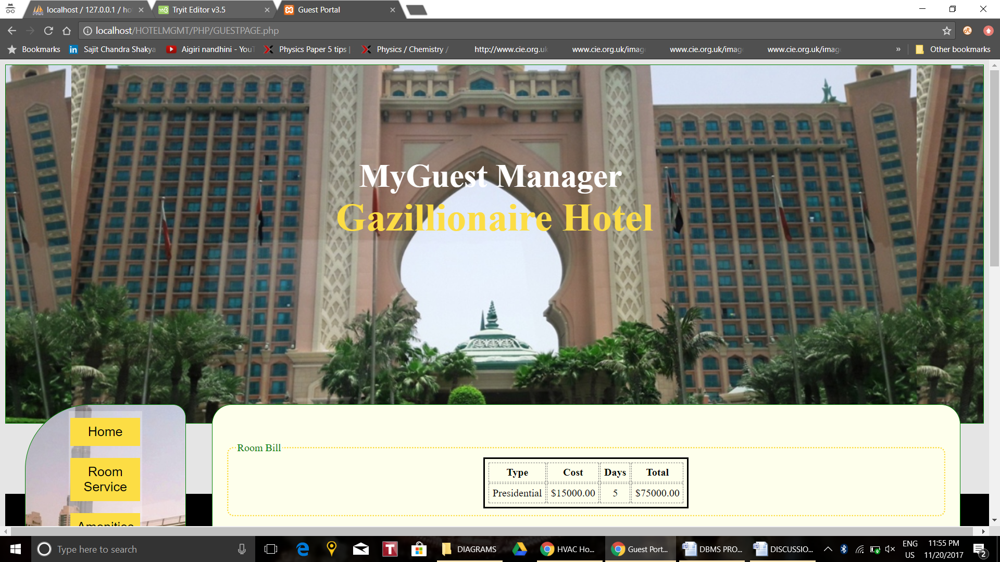 localhost / 127.0.0.1 / ho
Tryit Editor v3.5
Guest Portal
localhost/HOTELMGMT/PHP/GUESTPAGE.php
Bookmarks
Sajit Chandra Shakya
Aigiri nandhini - YouT
Physics Paper 5 tips |
Physics / Chemistry /
http://www.cie.org.uk
www.cie.org.uk/imag
www.cie.org.uk/imag
www.cie.org.uk/imag
»
Other bookmarks
MyGuest Manager
Gazillionaire Hotel
Home
Room
Service
Amenities
Room Bill
Type Cost Days Total
Presidential $15000.00 5 $75000.00
Type here to search
DIAGRAMS
HVAC Ho...
Guest Port...
DBMS PRO...
DISCUSSIO...
ENG
US
11:55 PM
11/20/2017
2